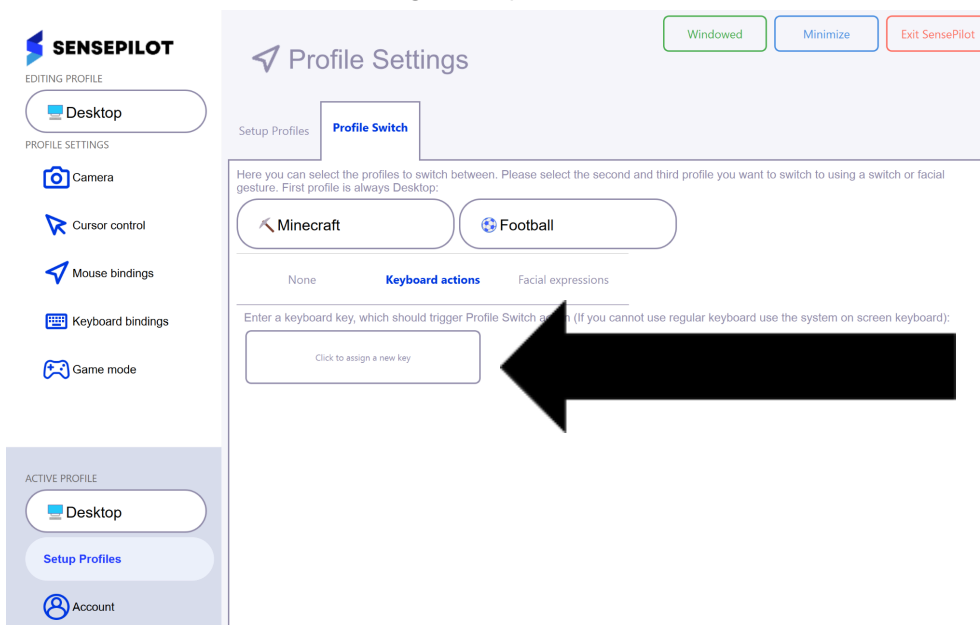 SENSEPILOT
EDITING PROFILE
Desktop
PROFILE SETTINGS
Camera
Cursor control
Mouse bindings
Keyboard bindings
Game mode
ACTIVE PROFILE
Desktop
Setup Profiles
Account
Windowed
Minimize
Exit SensePilot
Profile Settings
Setup Profiles
Profile Switch
Here you can select the profiles to switch between. Please select the second and third profile you want to switch to using a switch or facial
gesture. First profile is always Desktop:
Minecraft
Football
None
Keyboard actions
Facial expressions
Enter a keyboard key, which should trigger Profile Switch (If you cannot use regular keyboard use the system on screen keyboard):
Click to assign a new key